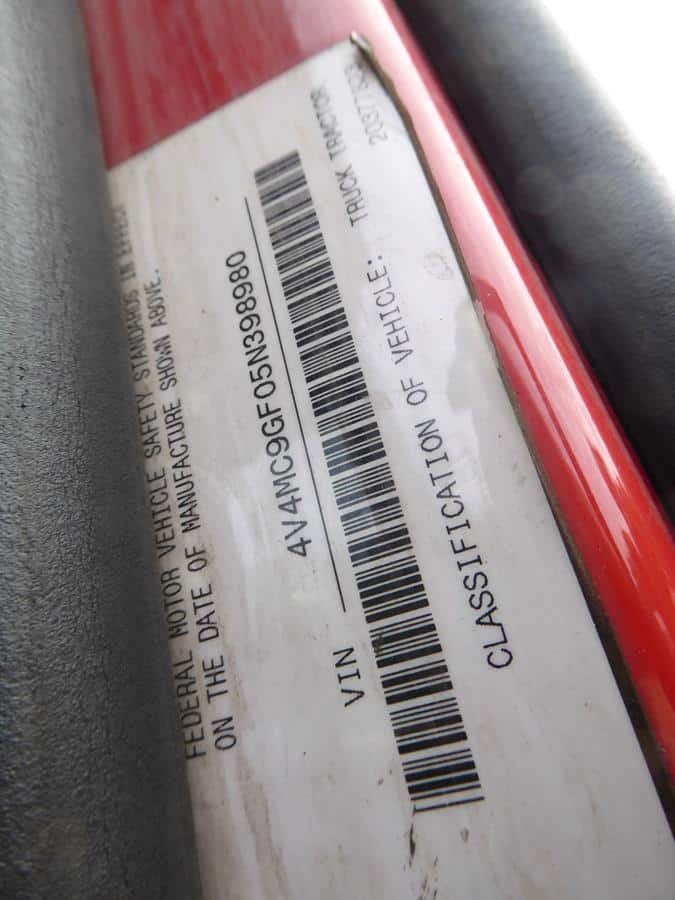 FEDERAL MOTOR VEHICLE SAFETY STANDARDS IN EFFECT
ON THE DATE OF MANUFACTURE SHOWN ABOVE.
VIN 4V4MC9GF05N398980
CLASSIFICATION OF VEHICLE: TRUCK TRACTOR